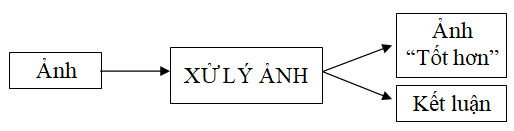 Ảnh
XỬ LÝ ẢNH
Ảnh
“Tốt hơn”
Kết luận